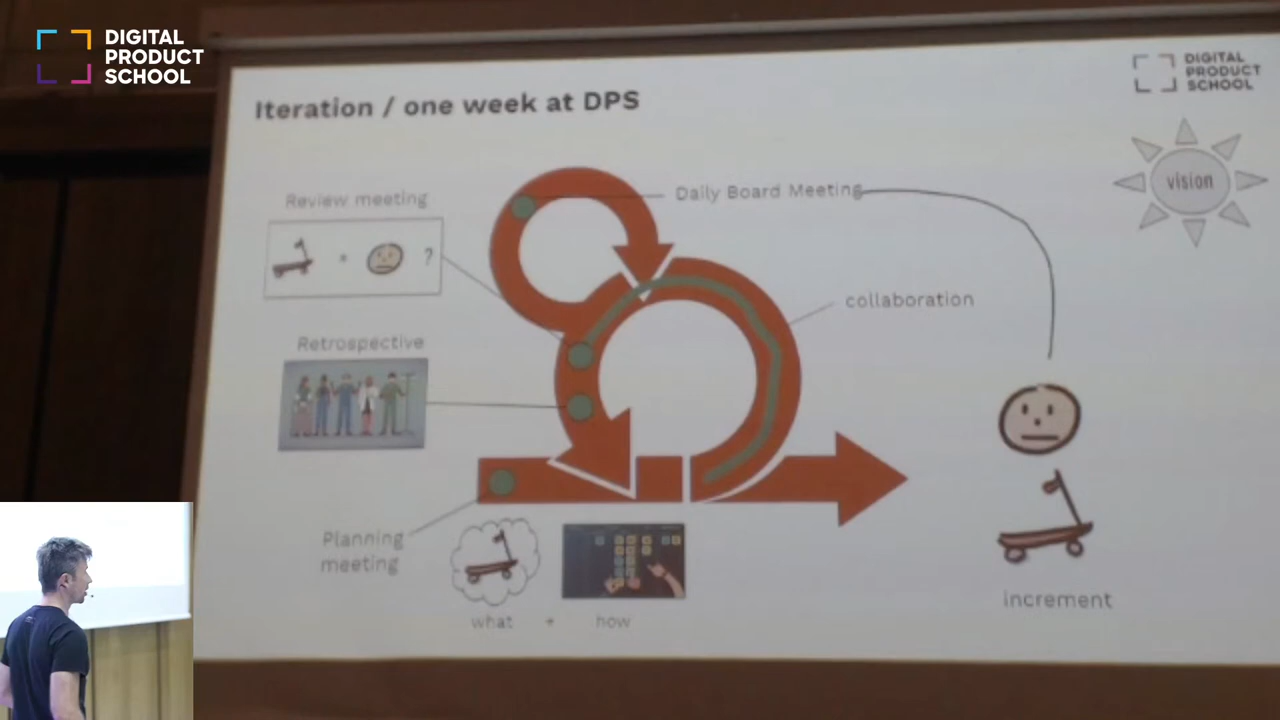 DIGITAL
PRODUCT
SCHOOL
DIGITAL
PRODUCT
SCHOOL
Iteration / one week at DPS
vision
Review meeting
Daily Board Meeting
+
?
collaboration
Retrospective
Planning
meeting
what + how
increment